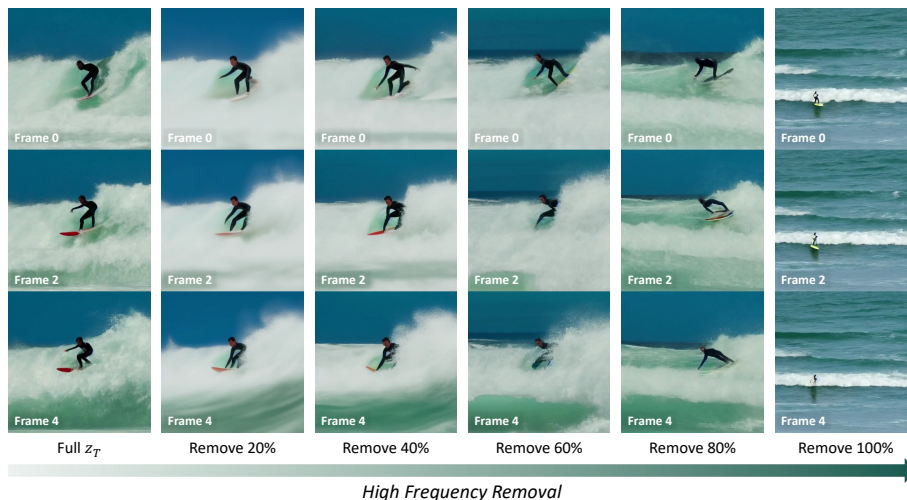 Frame 0 Frame 0 Frame 0 Frame 0 Frame 0 Frame 0
Frame 2 Frame 2 Frame 2 Frame 2 Frame 2 Frame 2
Frame 4 Frame 4 Frame 4 Frame 4 Frame 4 Frame 4
Full z_T Remove 20% Remove 40% Remove 60% Remove 80% Remove 100%
High Frequency Removal